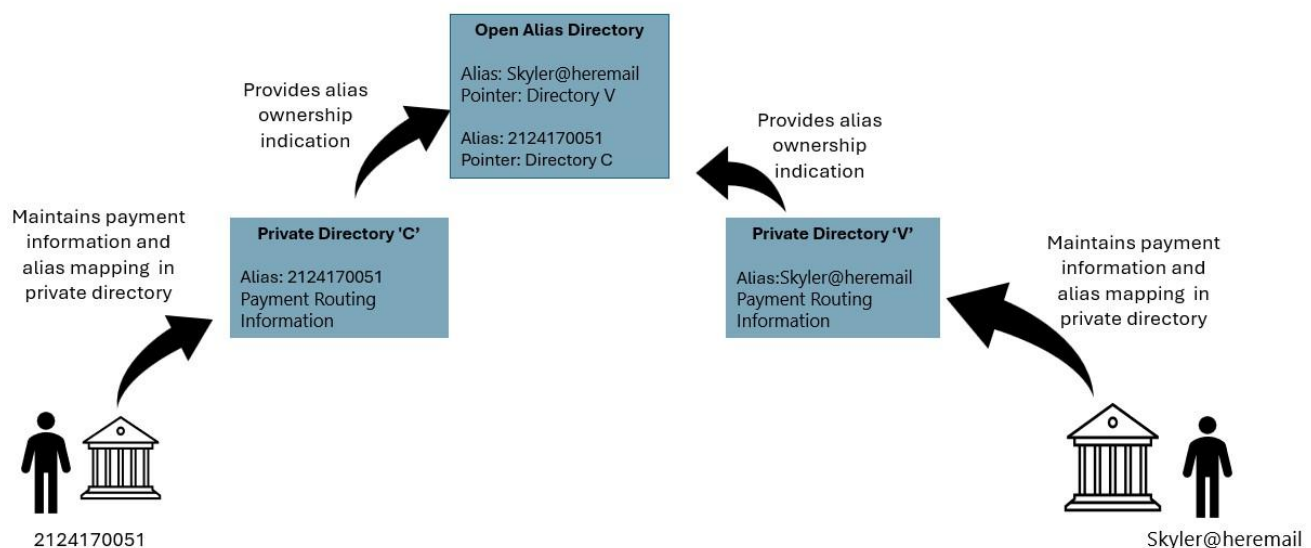 Open Alias Directory
Alias: Skyler@heremail
Pointer: Directory V
Alias: 2124170051
Pointer: Directory C
Provides alias
ownership
indication
Provides alias
ownership
indication
Maintains payment
information and
alias mapping in
private directory
Private Directory 'C’
Alias: 2124170051
Payment Routing
Information
Private Directory ‘V’
Alias:Skyler@heremail
Payment Routing
Information
Maintains payment
information and
alias mapping in
private directory
2124170051
Skyler@heremail